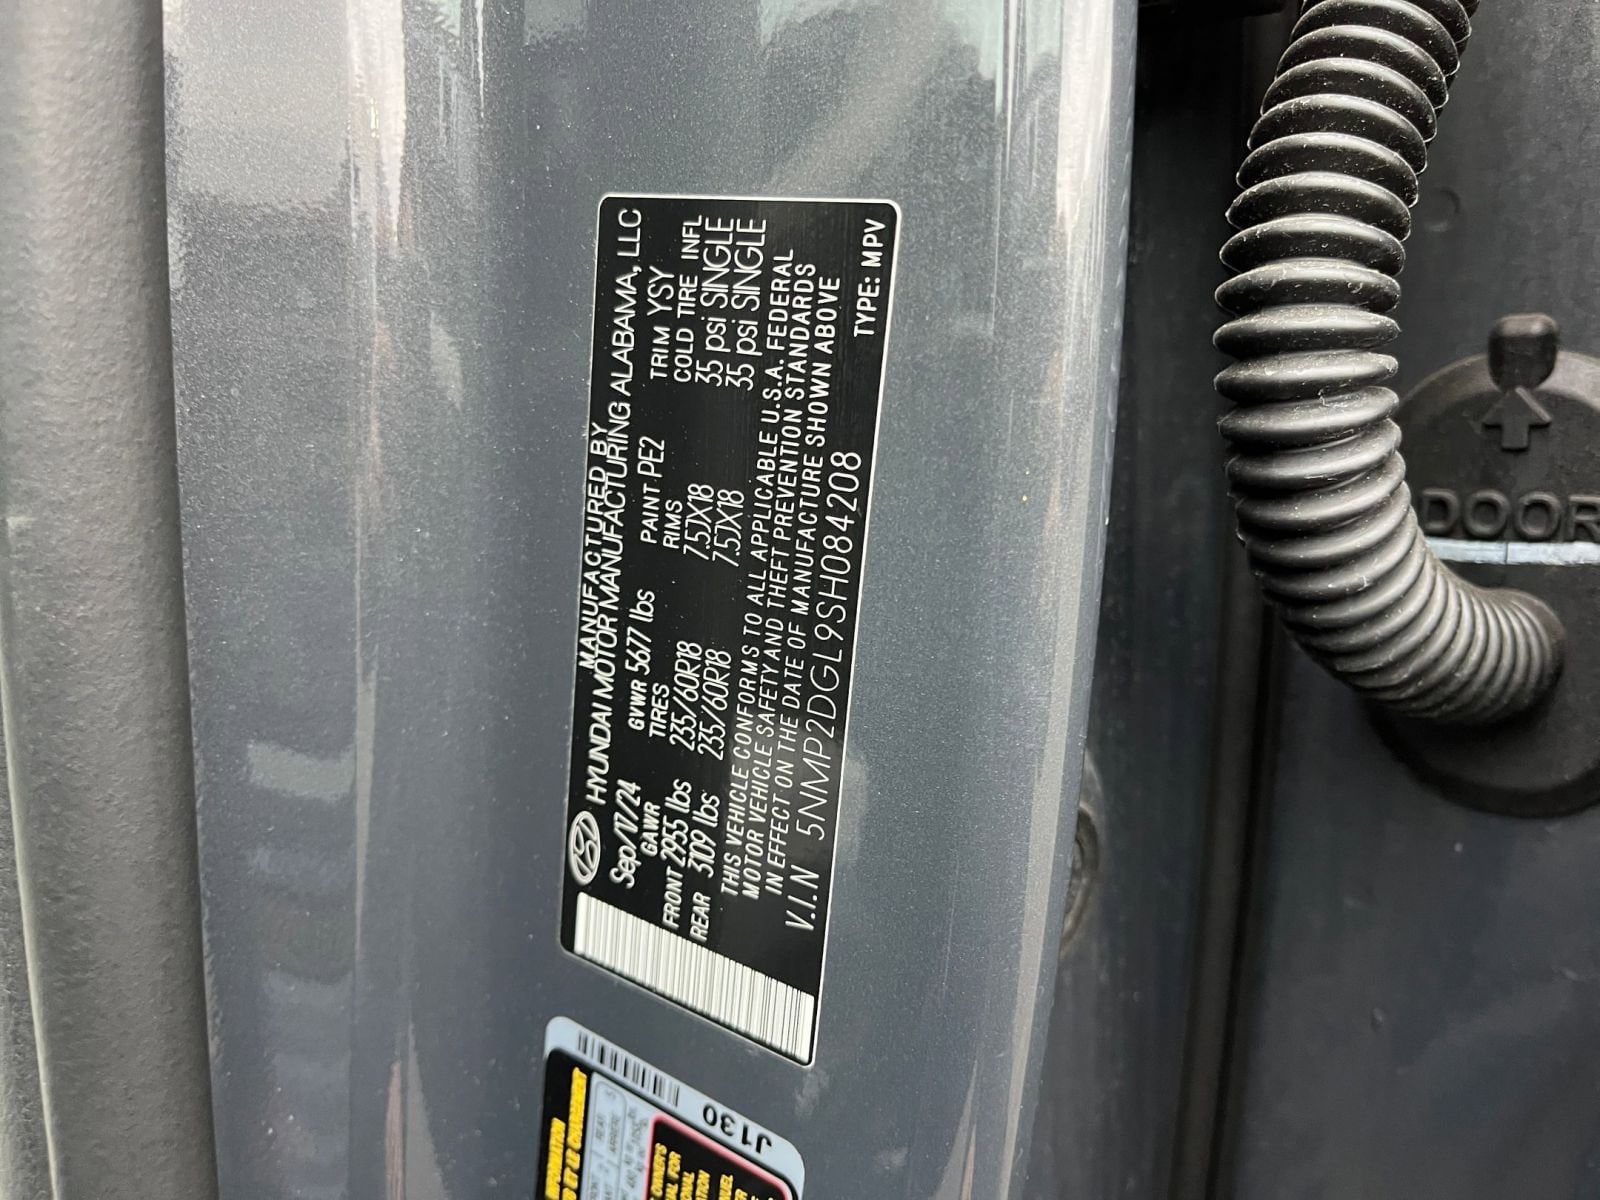 MANUFACTURED BY
HYUNDAI MOTOR MANUFACTURING ALABAMA, LLC
Sep/17/24 GVWR 5677 lbs PAINT PE2 TRIM YSY
GAWR TIRES RIMS COLD TIRE INFL
FRONT 2955 lbs 235/60R18 7.5JX18 35 psi SINGLE
REAR 3109 lbs 235/60R18 7.5JX18 35 psi SINGLE
THIS VEHICLE CONFORMS TO ALL APPLICABLE U.S.A. FEDERAL
MOTOR VEHICLE SAFETY AND THEFT PREVENTION STANDARDS
IN EFFECT ON THE DATE OF MANUFACTURE SHOWN ABOVE
V.I.N 5NMP2DGL9SH084208 TYPE: MPV
J130
DOOR